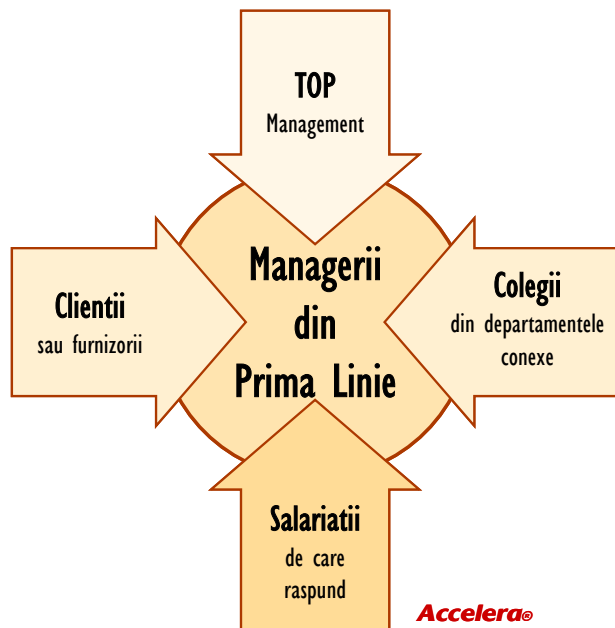 TOP
Management
Managerii
din
Prima Linie
Clientii
sau furnizorii
Colegii
din departamentele
conexe
Salariatii
de care
raspund
Accelera®